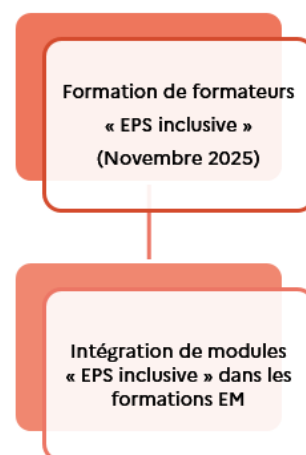 Formation de formateurs
« EPS inclusive »
(Novembre 2025)
Intégration de modules
« EPS inclusive » dans les
formations EM